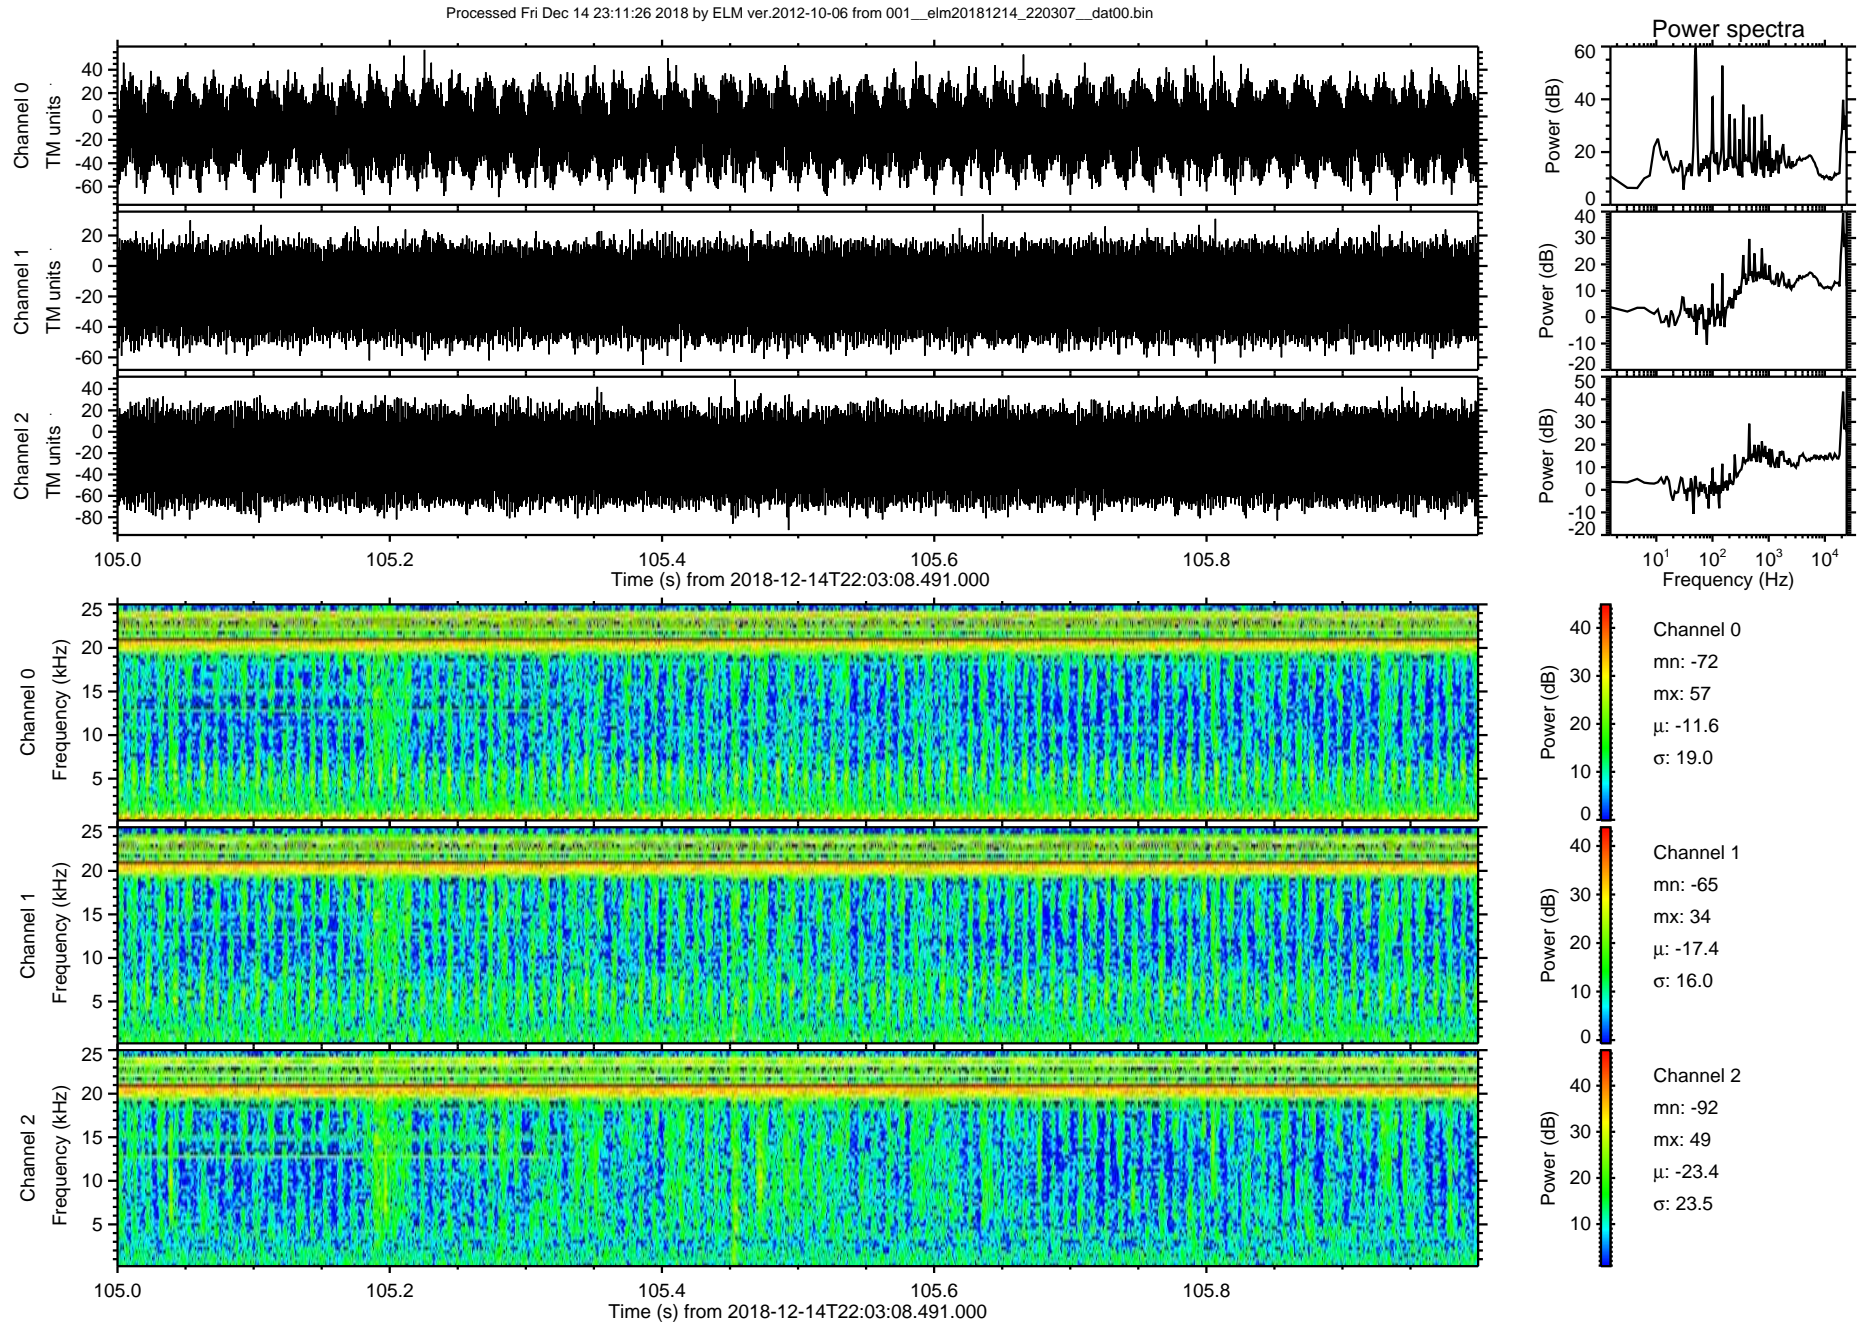 Processed Fri Dec 14 23:11:26 2018 by ELM ver.2012-10-06 from 001__elm20181214_220307__dat00.bin
Power spectra
Channel 0
TM units
40
20
0
-20
-40
-60
Power (dB)
60
40
20
0
Channel 1
TM units
20
0
-20
-40
-60
Power (dB)
40
30
20
10
0
-10
-20
Channel 2
TM units
40
20
0
-20
-40
-60
-80
Power (dB)
50
40
30
20
10
0
-10
-20
105.0 105.2 105.4 105.6 105.8
Time (s) from 2018-12-14T22:03:08.491.000
10¹ 10² 10³ 10⁴
Frequency (Hz)
Channel 0
Frequency (kHz)
25
20
15
10
5
Power (dB)
40
30
20
10
0
Channel 0
mn: -72
mx: 57
μ: -11.6
σ: 19.0
Channel 1
Frequency (kHz)
25
20
15
10
5
Power (dB)
40
30
20
10
0
Channel 1
mn: -65
mx: 34
μ: -17.4
σ: 16.0
Channel 2
Frequency (kHz)
25
20
15
10
5
Power (dB)
40
30
20
10
Channel 2
mn: -92
mx: 49
μ: -23.4
σ: 23.5
105.0 105.2 105.4 105.6 105.8
Time (s) from 2018-12-14T22:03:08.491.000